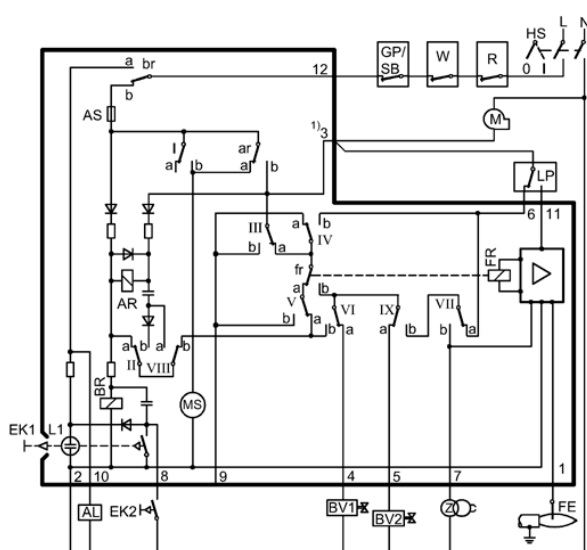 HS L N
GP/SB W R
0 I
a br
b
12
AS
M
1) 3
I ar
a b a b
LP
6 11
III
b a
a b
IV
FR
fr
AR
a b
V
b a
VI
b a
IX
a b
VII
b a
a b a b
II VIII
BR
MS
EK1 L1
2 10 8 9 4 5 7 1
AL
EK2
BV1
BV2
Z
FE